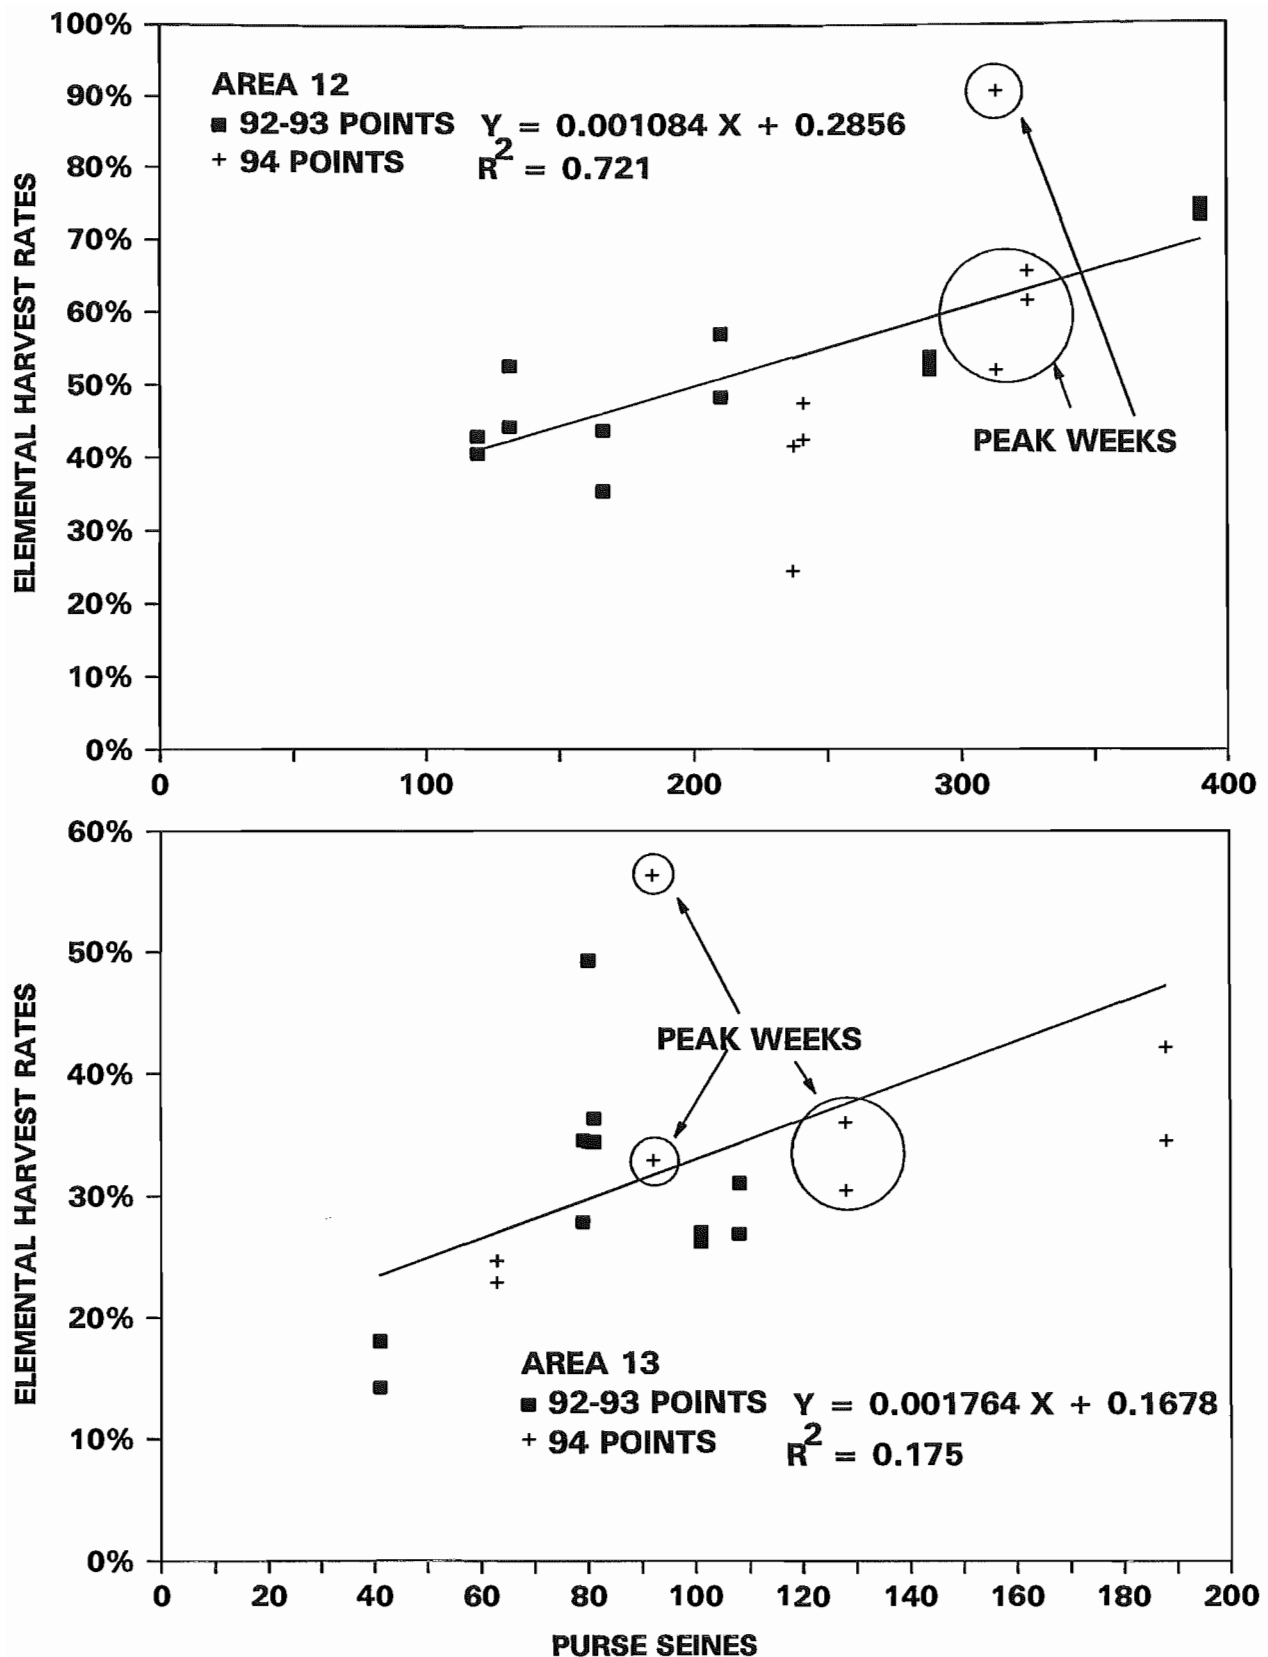 100%
90%
80%
70%
60%
50%
40%
30%
20%
10%
0%
ELEMENTAL HARVEST RATES
AREA 12
■ 92-93 POINTS Y = 0.001084 X + 0.2856
+ 94 POINTS R² = 0.721
PEAK WEEKS
0 100 200 300 400
60%
50%
40%
30%
20%
10%
0%
ELEMENTAL HARVEST RATES
PEAK WEEKS
AREA 13
■ 92-93 POINTS Y = 0.001764 X + 0.1678
+ 94 POINTS R² = 0.175
0 20 40 60 80 100 120 140 160 180 200
PURSE SEINES